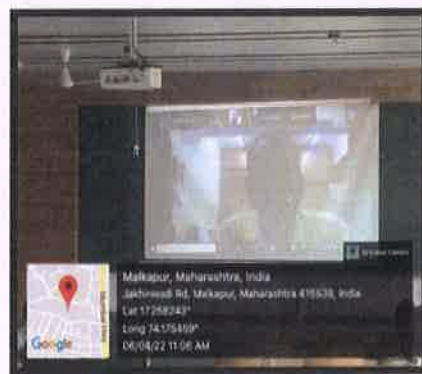 Malkapur, Maharashtra, India
Jakhinwadi Rd, Malkapur, Maharashtra 415539, India
Lat 17.258243°
Long 74.175459°
06/04/22 11:06 AM
Google